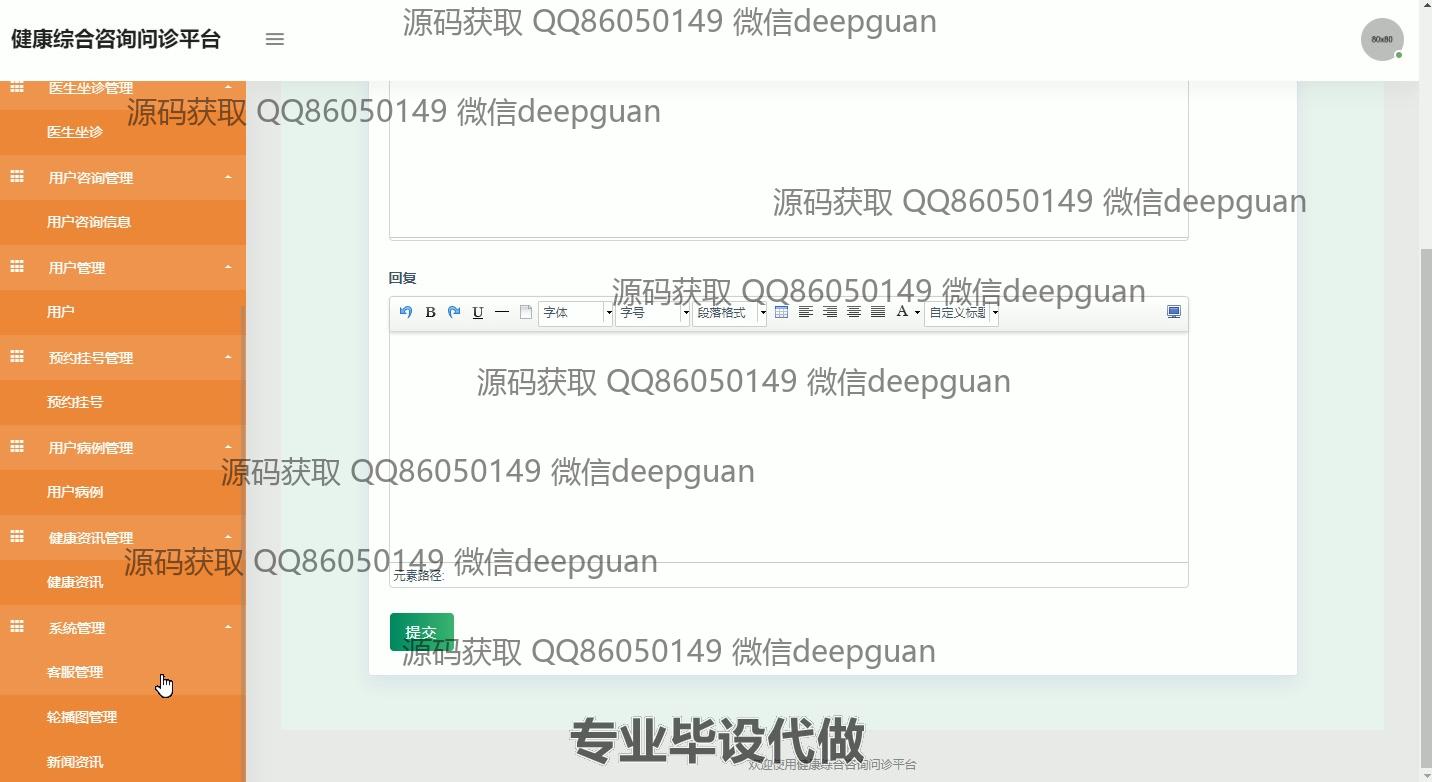 源码获取 QQ86050149 微信deepguan
健康综合咨询问诊平台
80x80
医生坐诊管理
源码获取 QQ86050149 微信deepguan
医生坐诊
用户咨询管理
源码获取 QQ86050149 微信deepguan
用户咨询信息
用户管理
回复
源码获取 QQ86050149 微信deepguan
用户
B U 字体 字号 段落格式 A 自定义标题
预约挂号管理
源码获取 QQ86050149 微信deepguan
预约挂号
用户病例管理
源码获取 QQ86050149 微信deepguan
用户病例
健康资讯管理
源码获取 QQ86050149 微信deepguan
元素路径:
健康资讯
系统管理
提交
源码获取 QQ86050149 微信deepguan
客服管理
轮播图管理
专业毕设代做
新闻资讯
欢迎使用健康综合咨询问诊平台